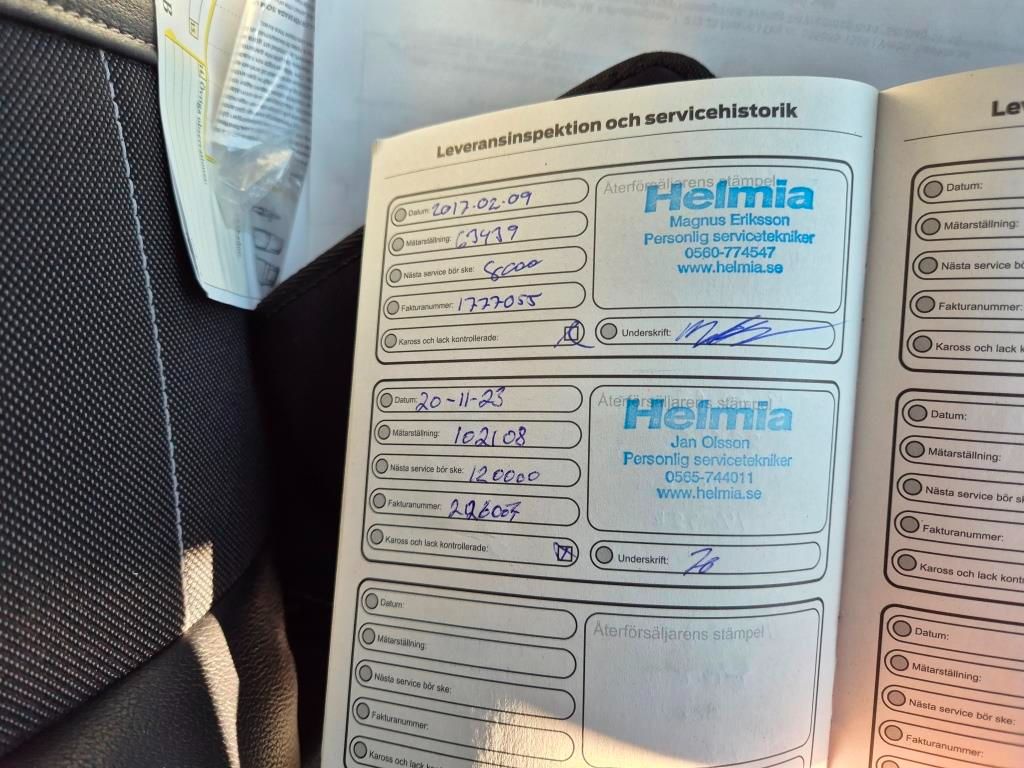 Leveransinspektion och servicehistorik
Datum: 2017-02-09
Mätarställning: 63439
Nästa service bör ske:
Fakturanummer: 1777055
Kaross och lack kontrollerade:
Återförsäljarens stämpel
Helmia
Magnus Eriksson
Personlig servicetekniker
0560-774547
www.helmia.se
Underskrift:
Datum: 20-11-23
Mätarställning: 102108
Nästa service bör ske: 120000
Fakturanummer:
Kaross och lack kontrollerade:
Återförsäljarens stämpel
Helmia
Jan Olsson
Personlig servicetekniker
0565-744011
www.helmia.se
Underskrift: Jo
Datum:
Mätarställning:
Nästa service bör ske:
Fakturanummer:
Kaross och lack kontrollerade:
Återförsäljarens stämpel
Datum:
Mätarställning:
Nästa service bö
Fakturanummer:
Kaross och lack k
Datum:
Mätarställning:
Nästa service bör sk
Fakturanummer:
Kaross och lack kont
Datum:
Mätarställning:
Nästa service bör ske:
Fakturanummer: